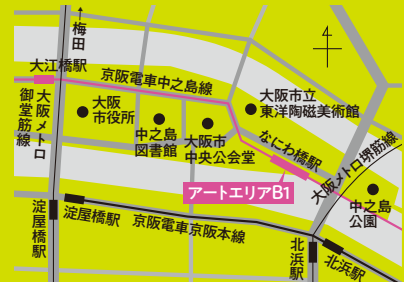 梅田
大江橋駅
京阪電車中之島線
大阪メトロ
御堂筋線
大阪
市役所
中之島
図書館
大阪市
中央公会堂
大阪市立
東洋陶磁美術館
なにわ橋駅
大阪メトロ堺筋線
アートエリアB1
中之島
公園
淀屋橋駅
淀屋橋駅
京阪電車京阪本線
北浜駅
北浜駅
4